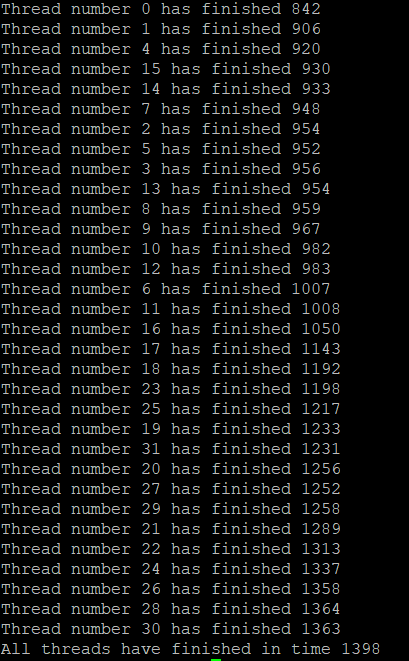 Thread number 0 has finished 842
Thread number 1 has finished 906
Thread number 4 has finished 920
Thread number 15 has finished 930
Thread number 14 has finished 933
Thread number 7 has finished 948
Thread number 2 has finished 954
Thread number 5 has finished 952
Thread number 3 has finished 956
Thread number 13 has finished 954
Thread number 8 has finished 959
Thread number 9 has finished 967
Thread number 10 has finished 982
Thread number 12 has finished 983
Thread number 6 has finished 1007
Thread number 11 has finished 1008
Thread number 16 has finished 1050
Thread number 17 has finished 1143
Thread number 18 has finished 1192
Thread number 23 has finished 1198
Thread number 25 has finished 1217
Thread number 19 has finished 1233
Thread number 31 has finished 1231
Thread number 20 has finished 1256
Thread number 27 has finished 1252
Thread number 29 has finished 1258
Thread number 21 has finished 1289
Thread number 22 has finished 1313
Thread number 24 has finished 1337
Thread number 26 has finished 1358
Thread number 28 has finished 1364
Thread number 30 has finished 1363
All threads have finished in time 1398